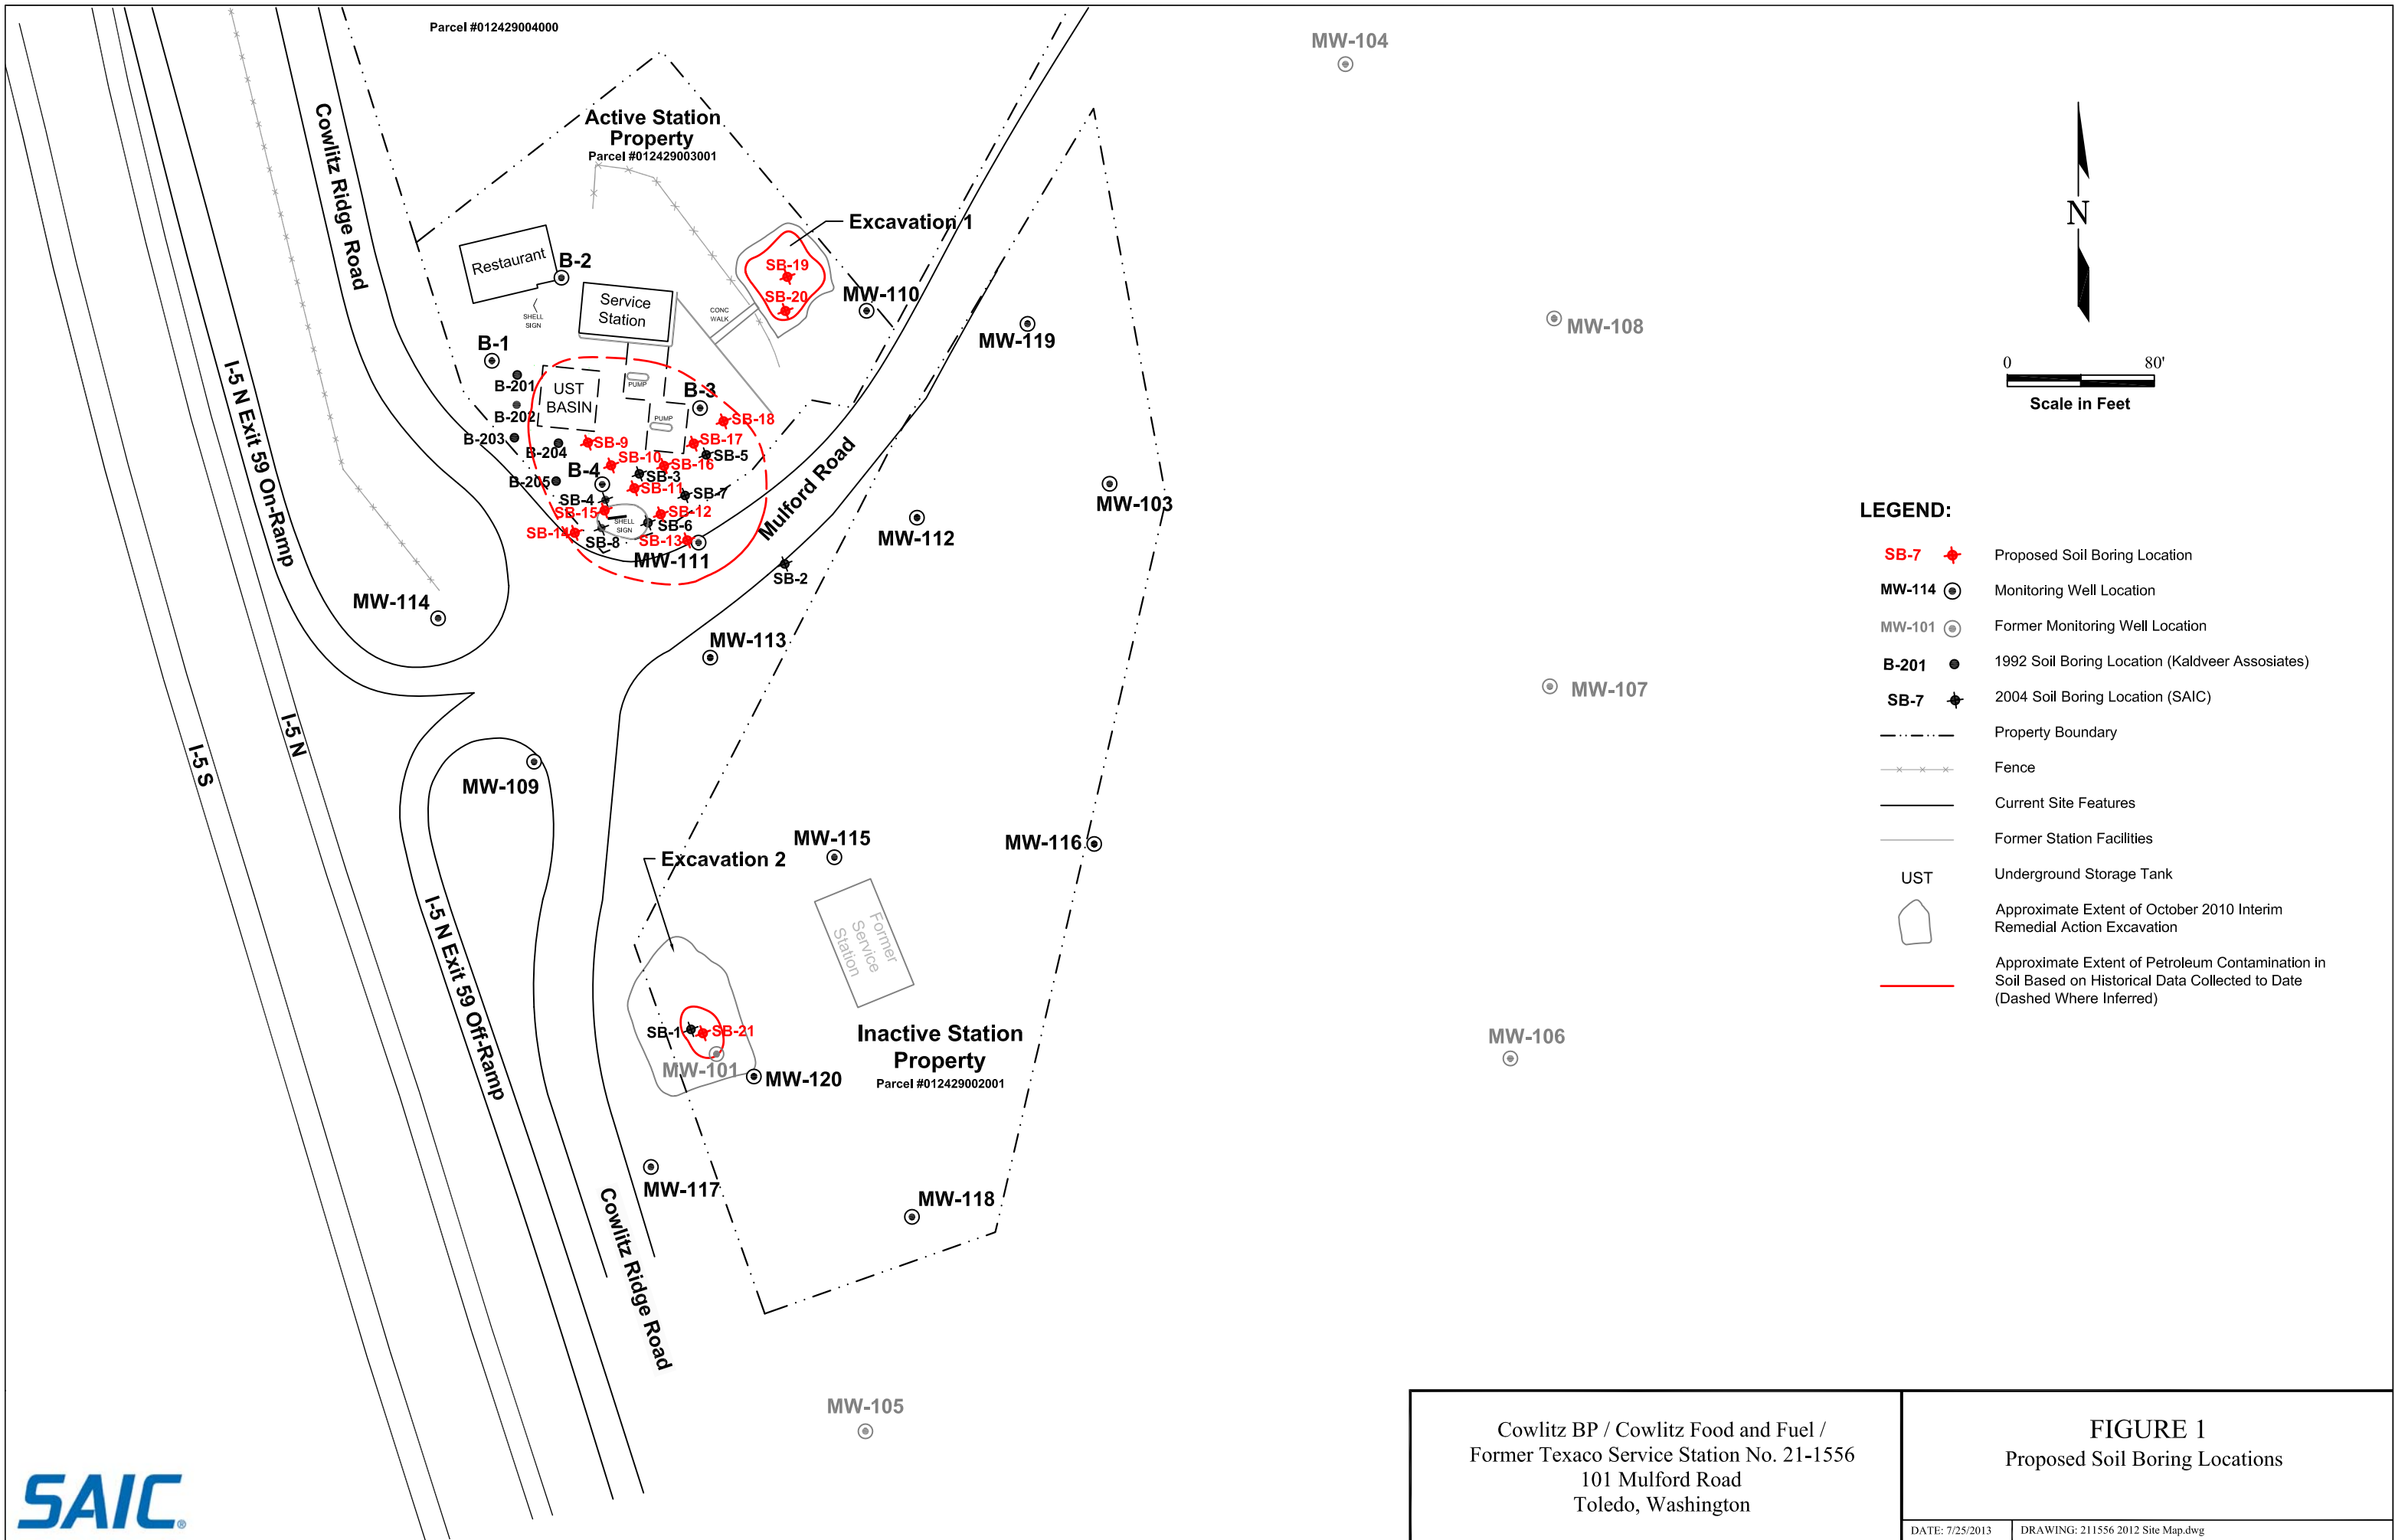 Parcel #012429004000
MW-104
Active Station
Property
Parcel #012429003001
Cowlitz Ridge Road
Excavation 1
Restaurant
B-2
SB-19
SB-20
MW-110
Service
Station
CONC
WALK
SHELL
SIGN
MW-119
MW-108
N
0 80'
Scale in Feet
B-1
B-201
UST
BASIN
PUMP
B-3
B-202
PUMP
SB-18
B-203
SB-9
SB-17
B-204
SB-10
SB-16
SB-5
B-4
SB-3
B-205
SB-11
SB-7
SB-4
SB-15
SHELL
SIGN
SB-12
SB-6
SB-14
SB-8
SB-13
MW-111
Mulford Road
MW-103
MW-112
SB-2
I-5 N Exit 59 On-Ramp
MW-114
MW-113
MW-107
I-5 N
I-5 S
MW-109
MW-115
MW-116
Excavation 2
Former
Service
Station
I-5 N Exit 59 Off-Ramp
SB-1
SB-21
MW-101
MW-120
Inactive Station
Property
Parcel #012429002001
MW-106
MW-117
MW-118
Cowlitz Ridge Road
MW-105
LEGEND:
SB-7 Proposed Soil Boring Location
MW-114 Monitoring Well Location
MW-101 Former Monitoring Well Location
B-201 1992 Soil Boring Location (Kaldveer Assosiates)
SB-7 2004 Soil Boring Location (SAIC)
Property Boundary
Fence
Current Site Features
Former Station Facilities
UST Underground Storage Tank
Approximate Extent of October 2010 Interim
Remedial Action Excavation
Approximate Extent of Petroleum Contamination in
Soil Based on Historical Data Collected to Date
(Dashed Where Inferred)
SAIC®
Cowlitz BP / Cowlitz Food and Fuel /
Former Texaco Service Station No. 21-1556
101 Mulford Road
Toledo, Washington
FIGURE 1
Proposed Soil Boring Locations
DATE: 7/25/2013 DRAWING: 211556 2012 Site Map.dwg